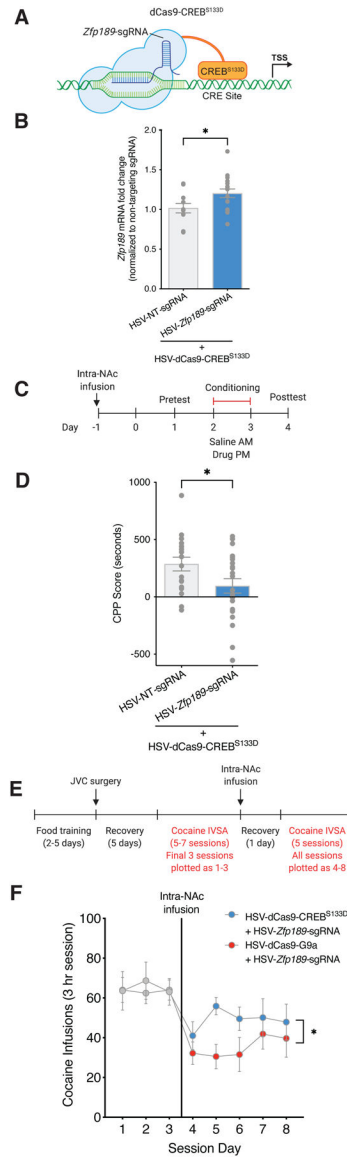 A
dCas9-CREB^S133D
Zfp189-sgRNA
CREB^S133D
TSS
CRE Site
B
*
Zfp189 mRNA fold change
(normalized to non-targeting sgRNA)
2.0
1.5
1.0
0.5
0.0
HSV-NT-sgRNA
HSV-Zfp189-sgRNA
+
HSV-dCas9-CREB^S133D
C
Intra-NAc
infusion
Pretest
Conditioning
Posttest
Day
-1
0
1
2
3
4
Saline AM
Drug PM
D
*
CPP Score (seconds)
1000
500
0
-500
HSV-NT-sgRNA
HSV-Zfp189-sgRNA
+
HSV-dCas9-CREB^S133D
E
JVC surgery
Intra-NAc
infusion
Food training
(2-5 days)
Recovery
(5 days)
Cocaine IVSA
(5-7 sessions)
Final 3 sessions
plotted as 1-3
Recovery
(1 day)
Cocaine IVSA
(5 sessions)
All sessions
plotted as 4-8
F
Intra-NAc
infusion
HSV-dCas9-CREB^S133D
+ HSV-Zfp189-sgRNA
HSV-dCas9-G9a
+ HSV-Zfp189-sgRNA
Cocaine Infusions (3 hr session)
100
80
60
40
20
0
*
1 2 3 4 5 6 7 8
Session Day